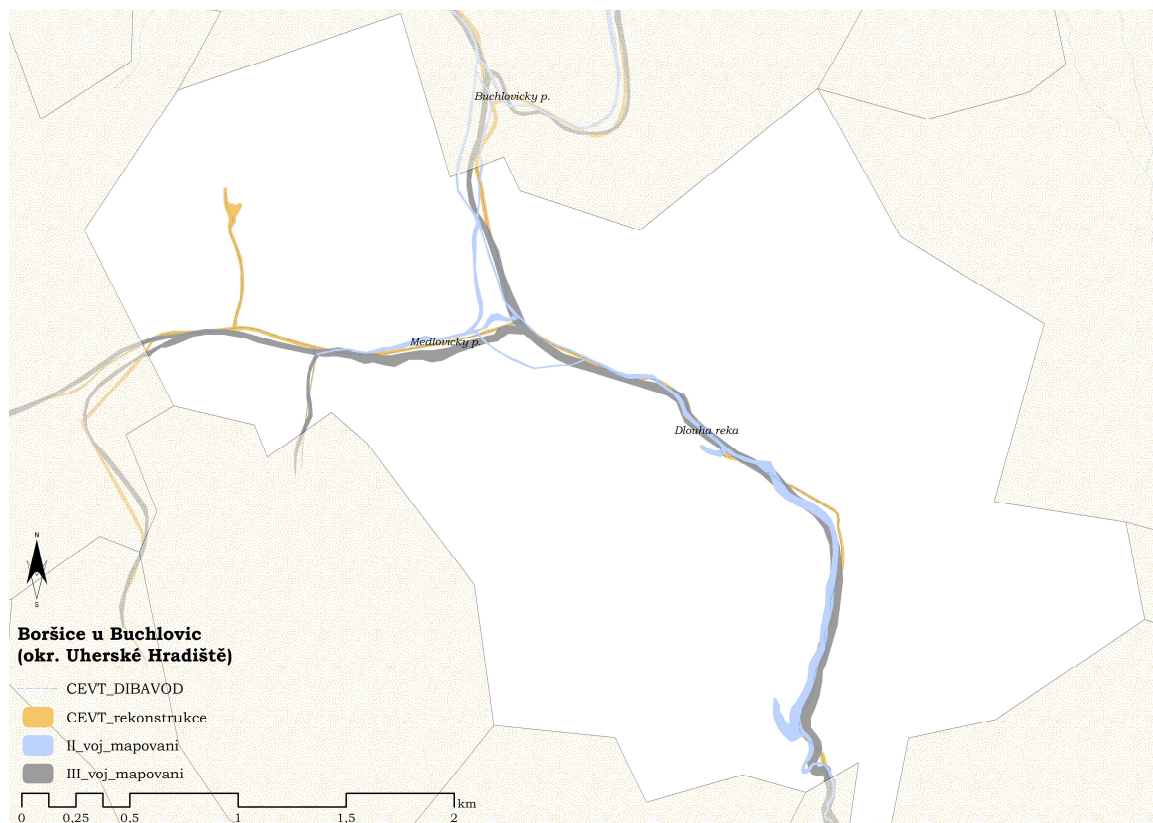 Buchlovicky p.
Medlovicky p.
Dlouha reka
N
S
Boršice u Buchlovic
(okr. Uherské Hradiště)
CEVT_DIBAVOD
CEVT_rekonstrukce
II_voj_mapovani
III_voj_mapovani
km
0 0,25 0,5 1 1,5 2